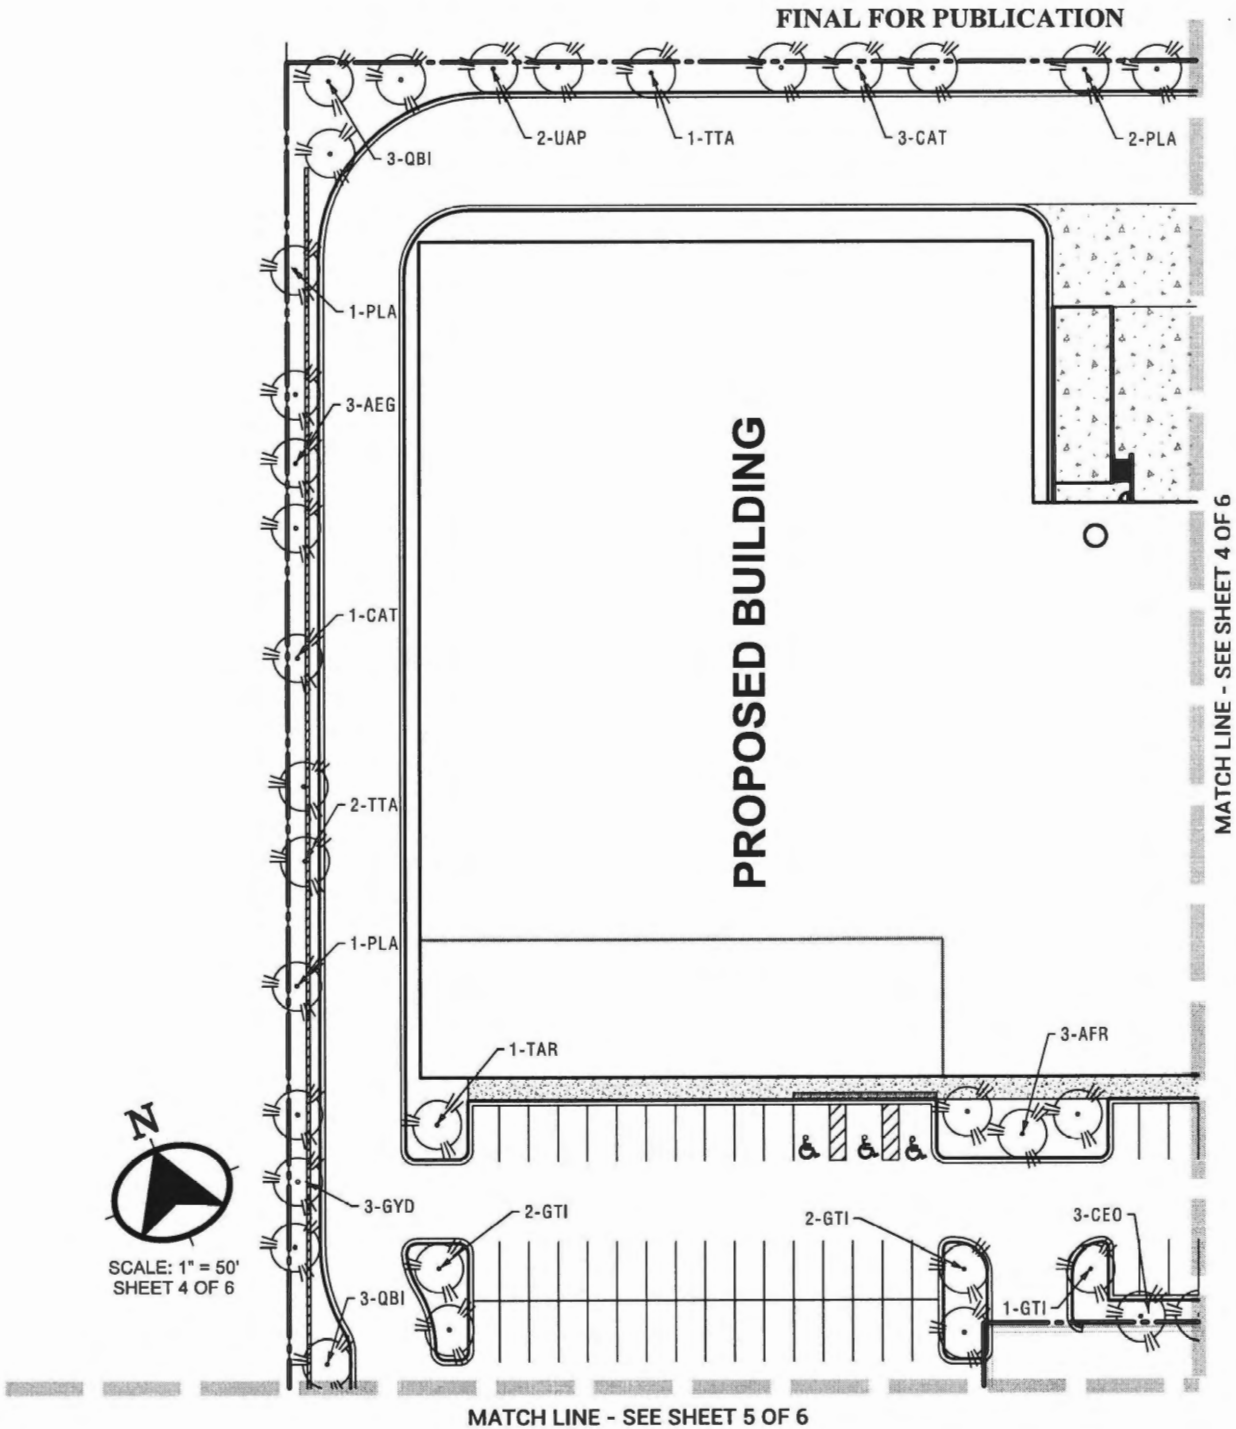 FINAL FOR PUBLICATION
2-UAP
1-TTA
3-CAT
2-PLA
3-QBI
1-PLA
3-AEG
PROPOSED BUILDING
MATCH LINE - SEE SHEET 4 OF 6
1-CAT
2-TTA
1-PLA
1-TAR
3-AFR
N
3-GYD
2-GTI
2-GTI
3-CEO
SCALE: 1" = 50'
SHEET 4 OF 6
3-QBI
1-GTI
MATCH LINE - SEE SHEET 5 OF 6